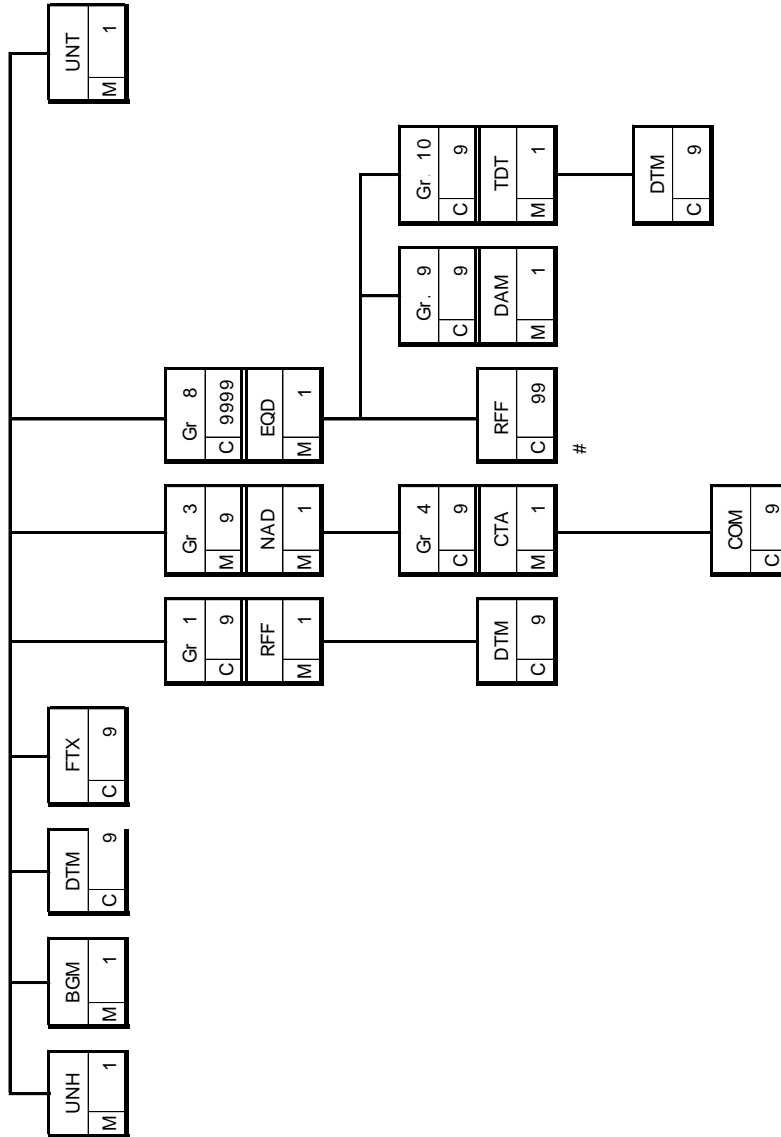 UNH
M 1
BGM
M 1
DTM
C 9
FTX
C 9
UNT
M 1
Gr 1
C 9
RFF
M 1
Gr 3
M 9
NAD
M 1
Gr 8
C 9999
EQD
M 1
DTM
C 9
Gr 4
C 9
CTA
M 1
RFF
C 99
#
Gr. 9
C 9
DAM
M 1
Gr. 10
C 9
TDT
M 1
DTM
C 9
COM
C 9